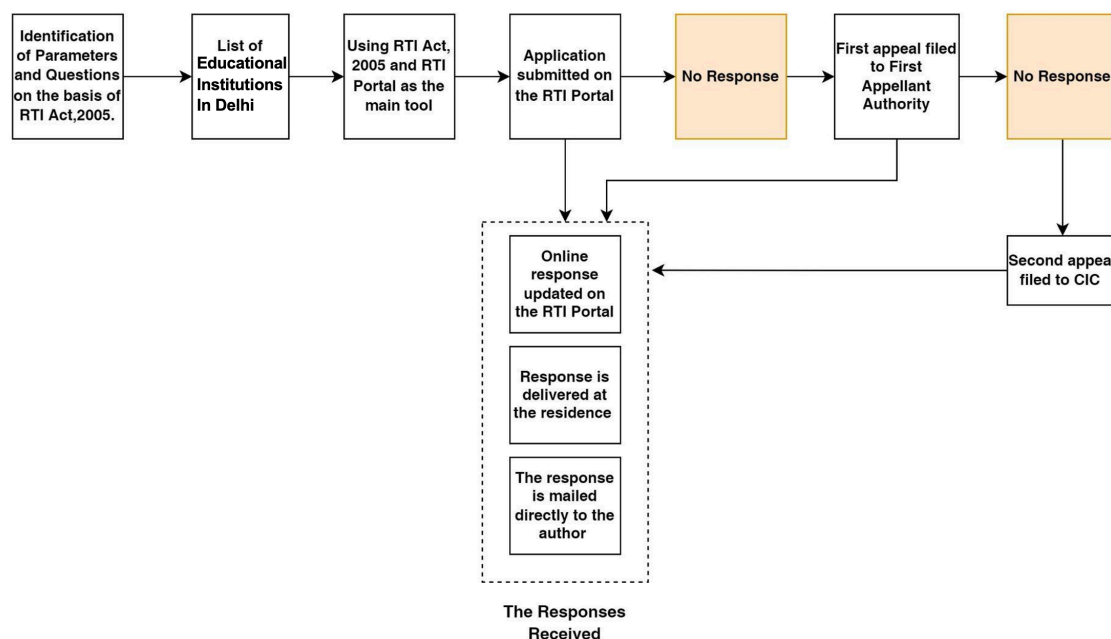 Identification
of Parameters
and Questions
on the basis of
RTI Act,2005.
List of
Educational
Institutions
In Delhi
Using RTI Act,
2005 and RTI
Portal as the
main tool
Application
submitted on
the RTI Portal
No Response
First appeal filed
to First
Appellant
Authority
No Response
Online
response
updated on
the RTI Portal
Second appeal
filed to CIC
Response is
delivered at
the residence
The response
is mailed
directly to the
author
The Responses
Received